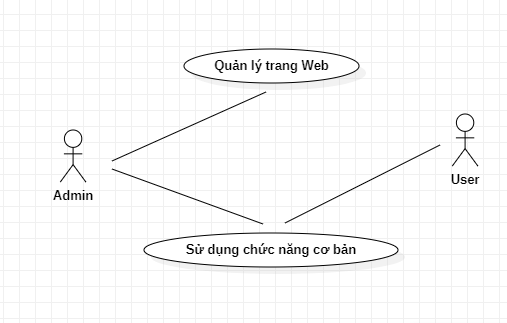 Quản lý trang Web
Admin
User
Sử dụng chức năng cơ bản